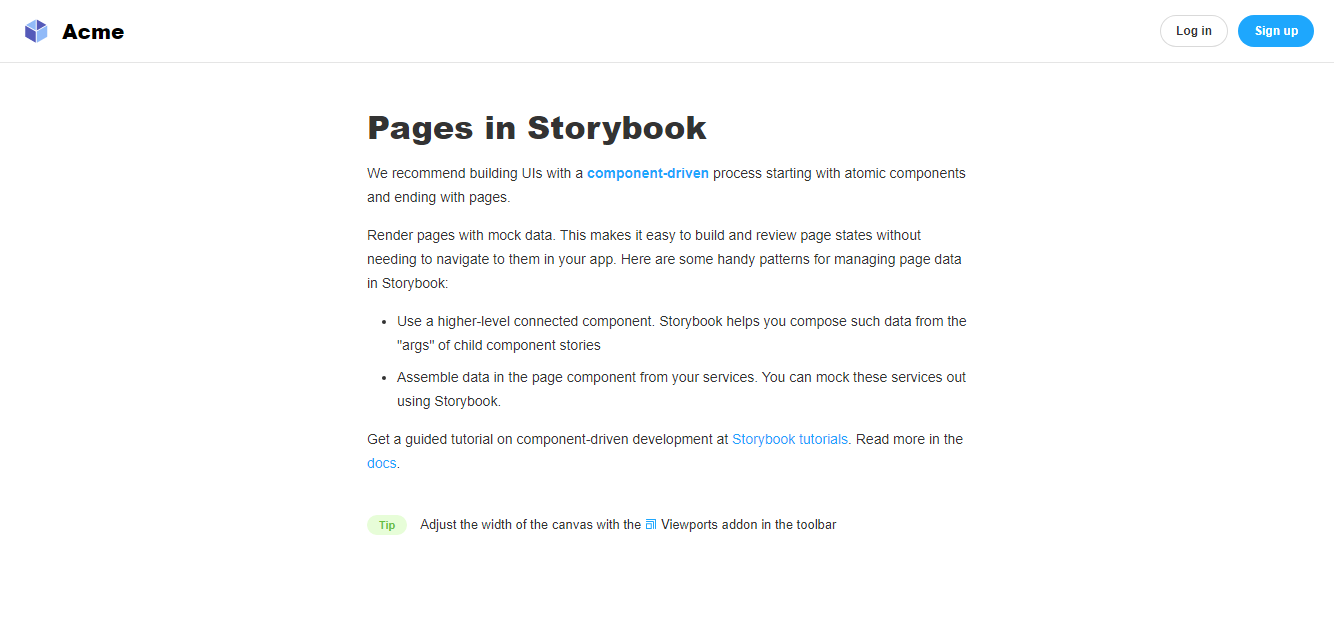 Acme
Log in
Sign up
Pages in Storybook
We recommend building UIs with a component-driven process starting with atomic components
and ending with pages.
Render pages with mock data. This makes it easy to build and review page states without
needing to navigate to them in your app. Here are some handy patterns for managing page data
in Storybook:
• Use a higher-level connected component. Storybook helps you compose such data from the
"args" of child component stories
• Assemble data in the page component from your services. You can mock these services out
using Storybook.
Get a guided tutorial on component-driven development at Storybook tutorials. Read more in the
docs.
Tip Adjust the width of the canvas with the Viewports addon in the toolbar